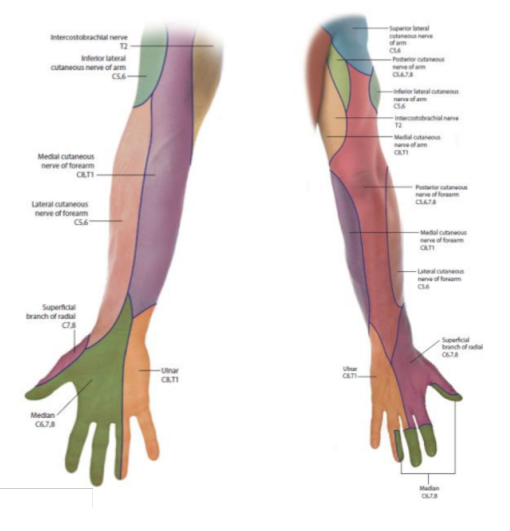 Intercostobrachial nerve
T2
Inferior lateral
cutaneous nerve of arm
C5,6
Medial cutaneous
nerve of forearm
C8,T1
Lateral cutaneous
nerve of forearm
C5,6
Superficial
branch of radial
C7,8
Median
C6,7,8
Ulnar
C8,T1
Superior lateral
cutaneous nerve
of arm
C5,6
Posterior cutaneous
nerve of arm
C5,6,7,8
Inferior lateral cutaneous
nerve of arm
C5,6
Intercostobrachial nerve
T2
Medial cutaneous
nerve of arm
C8,T1
Posterior cutaneous
nerve of forearm
C5,6,7,8
Medial cutaneous
nerve of forearm
C8,T1
Lateral cutaneous
nerve of forearm
C5,6
Superficial
branch of radial
C6,7,8
Ulnar
C8,T1
Median
C6,7,8